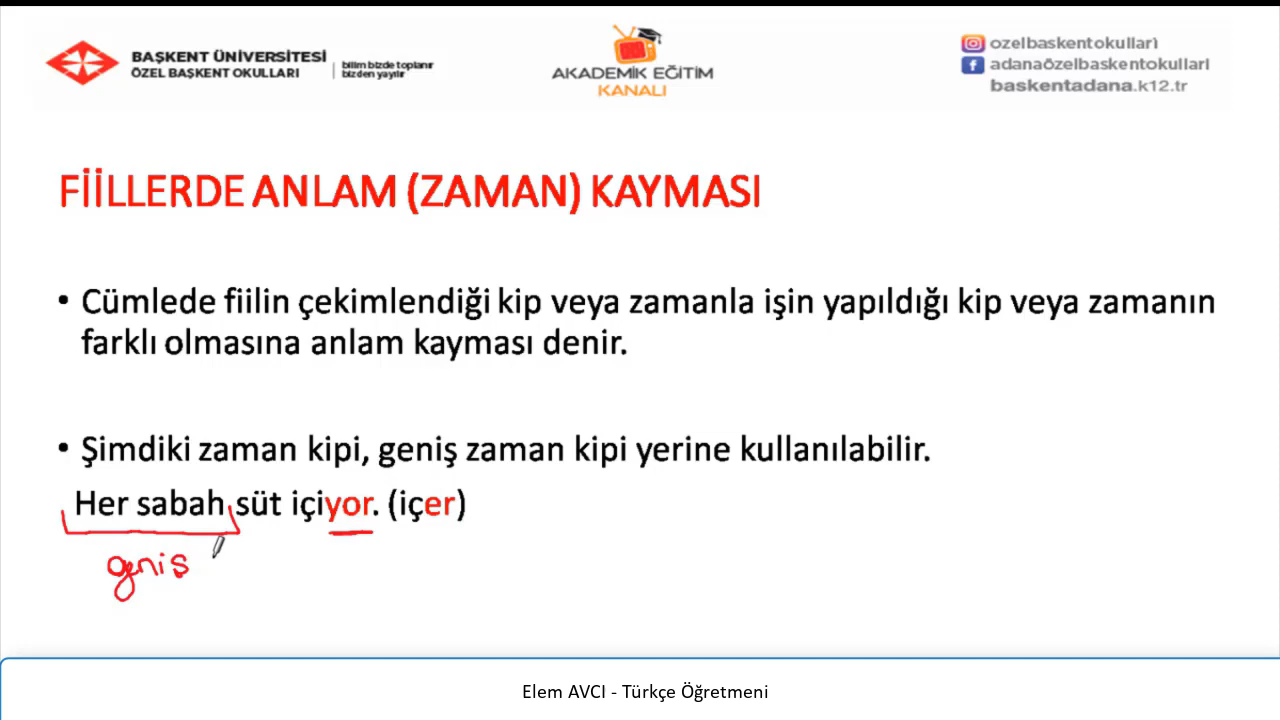 BAŞKENT ÜNİVERSİTESİ
ÖZEL BAŞKENT OKULLARI
bilim bizde toplanır
bizden yayılır
AKADEMİK EĞİTİM
KANALI
ozelbaskentokullari
adanaözelbaskentokullari
baskentadana.k12.tr
FİİLLERDE ANLAM (ZAMAN) KAYMASI
• Cümlede fiilin çekimlendiği kip veya zamanla işin yapıldığı kip veya zamanın
farklı olmasına anlam kayması denir.
• Şimdiki zaman kipi, geniş zaman kipi yerine kullanılabilir.
Her sabah süt içiyor. (içer)
geniş
Elem AVCI - Türkçe Öğretmeni